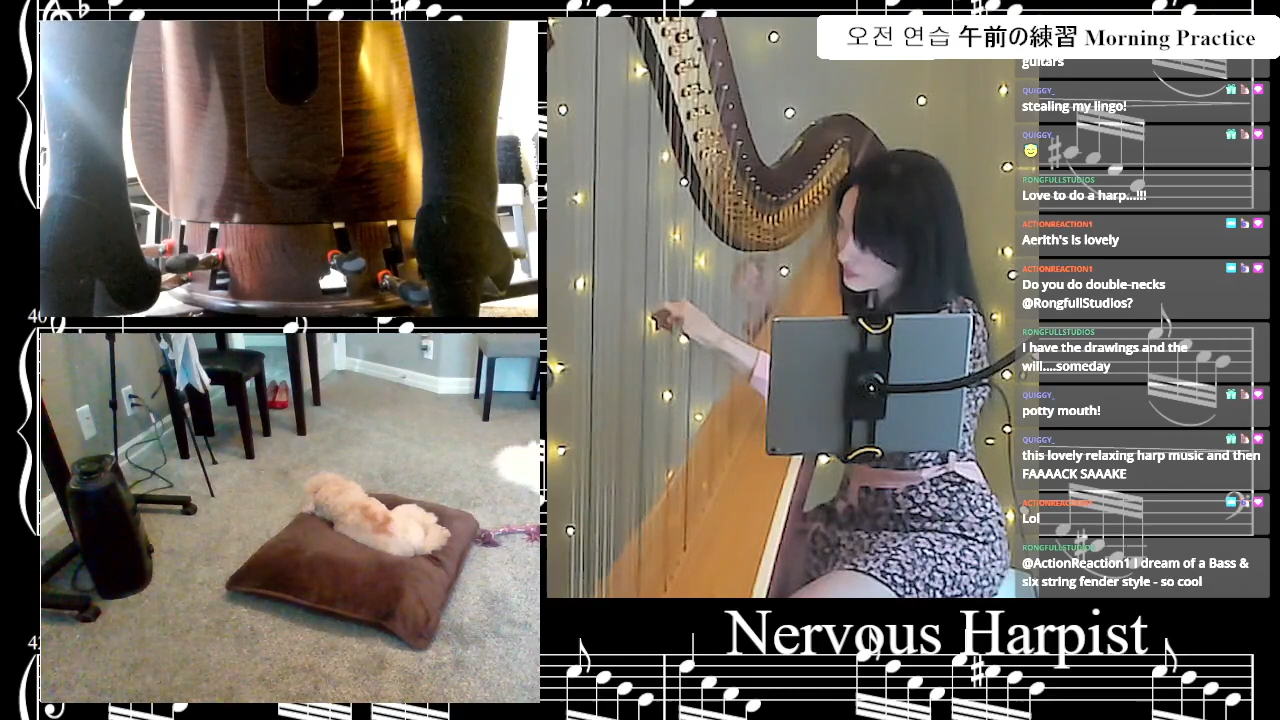 오전 연습 午前の練習 Morning Practice
guitars
QUIGGY_
stealing my lingo!
QUIGGY_
RONGFULLSTUDIOS
Love to do a harp...!!!
ACTIONREACTION1
Aerith's is lovely
ACTIONREACTION1
Do you do double-necks
@RongfullStudios?
RONGFULLSTUDIOS
I have the drawings and the
will....someday
QUIGGY_
potty mouth!
QUIGGY_
this lovely relaxing harp music and then
FAAAACK SAAAKE
ACTIONREACTION1
Lol
RONGFULLSTUDIOS
@ActionReaction1 I dream of a Bass &
six string fender style - so cool
Nervous Harpist